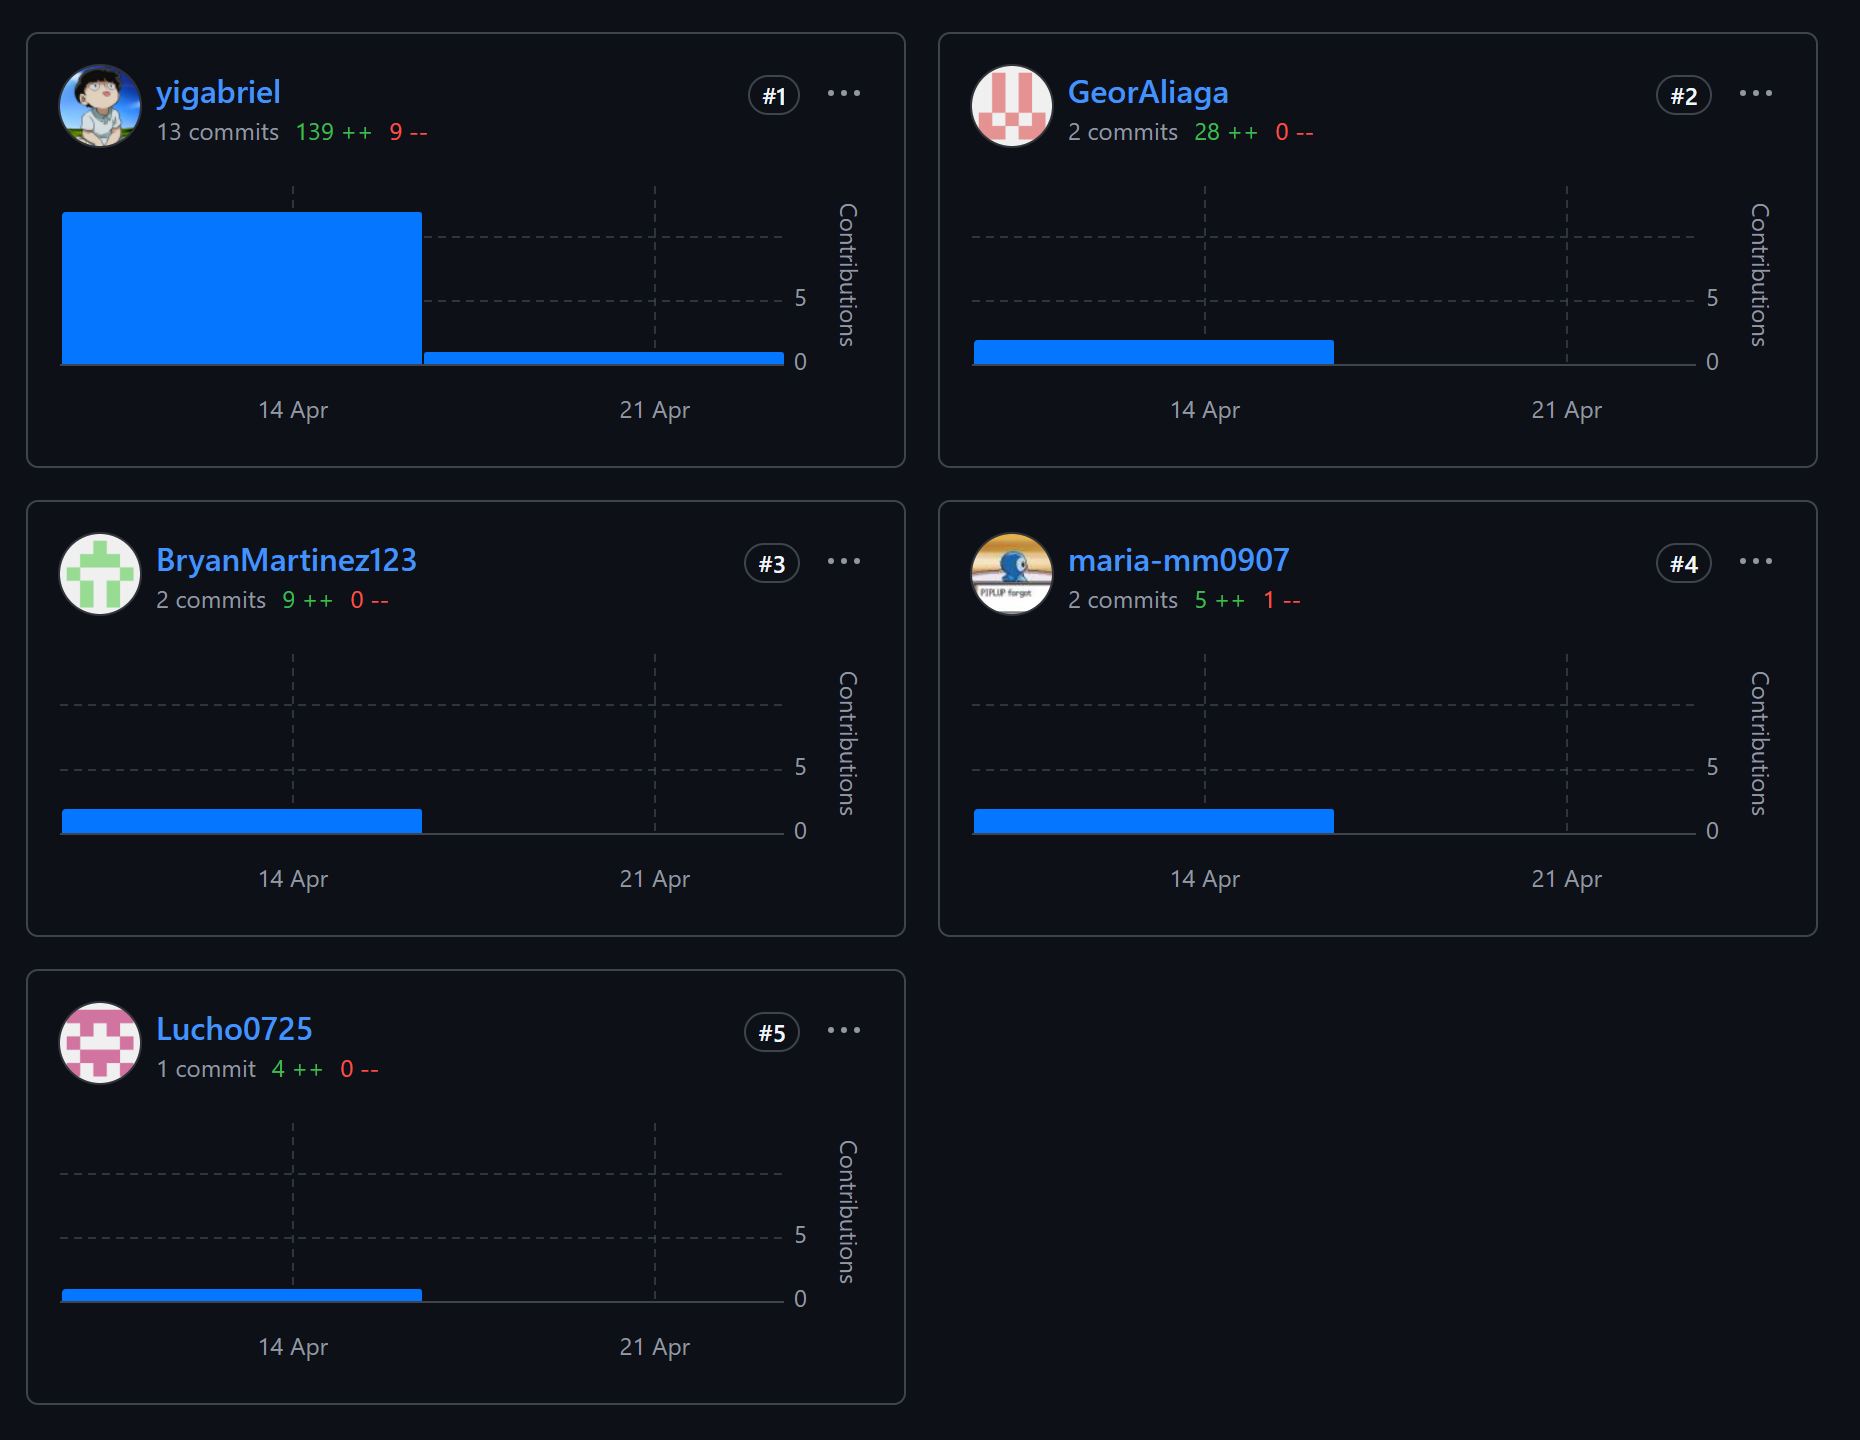 yigabriel
#1
13 commits 139 ++ 9 --
Contributions
5
0
14 Apr 21 Apr
GeorAliaga
#2
2 commits 28 ++ 0 --
Contributions
5
0
14 Apr 21 Apr
BryanMartinez123
#3
2 commits 9 ++ 0 --
Contributions
5
0
14 Apr 21 Apr
maria-mm0907
#4
2 commits 5 ++ 1 --
PIPLUP forgot
Contributions
5
0
14 Apr 21 Apr
Lucho0725
#5
1 commit 4 ++ 0 --
Contributions
5
0
14 Apr 21 Apr